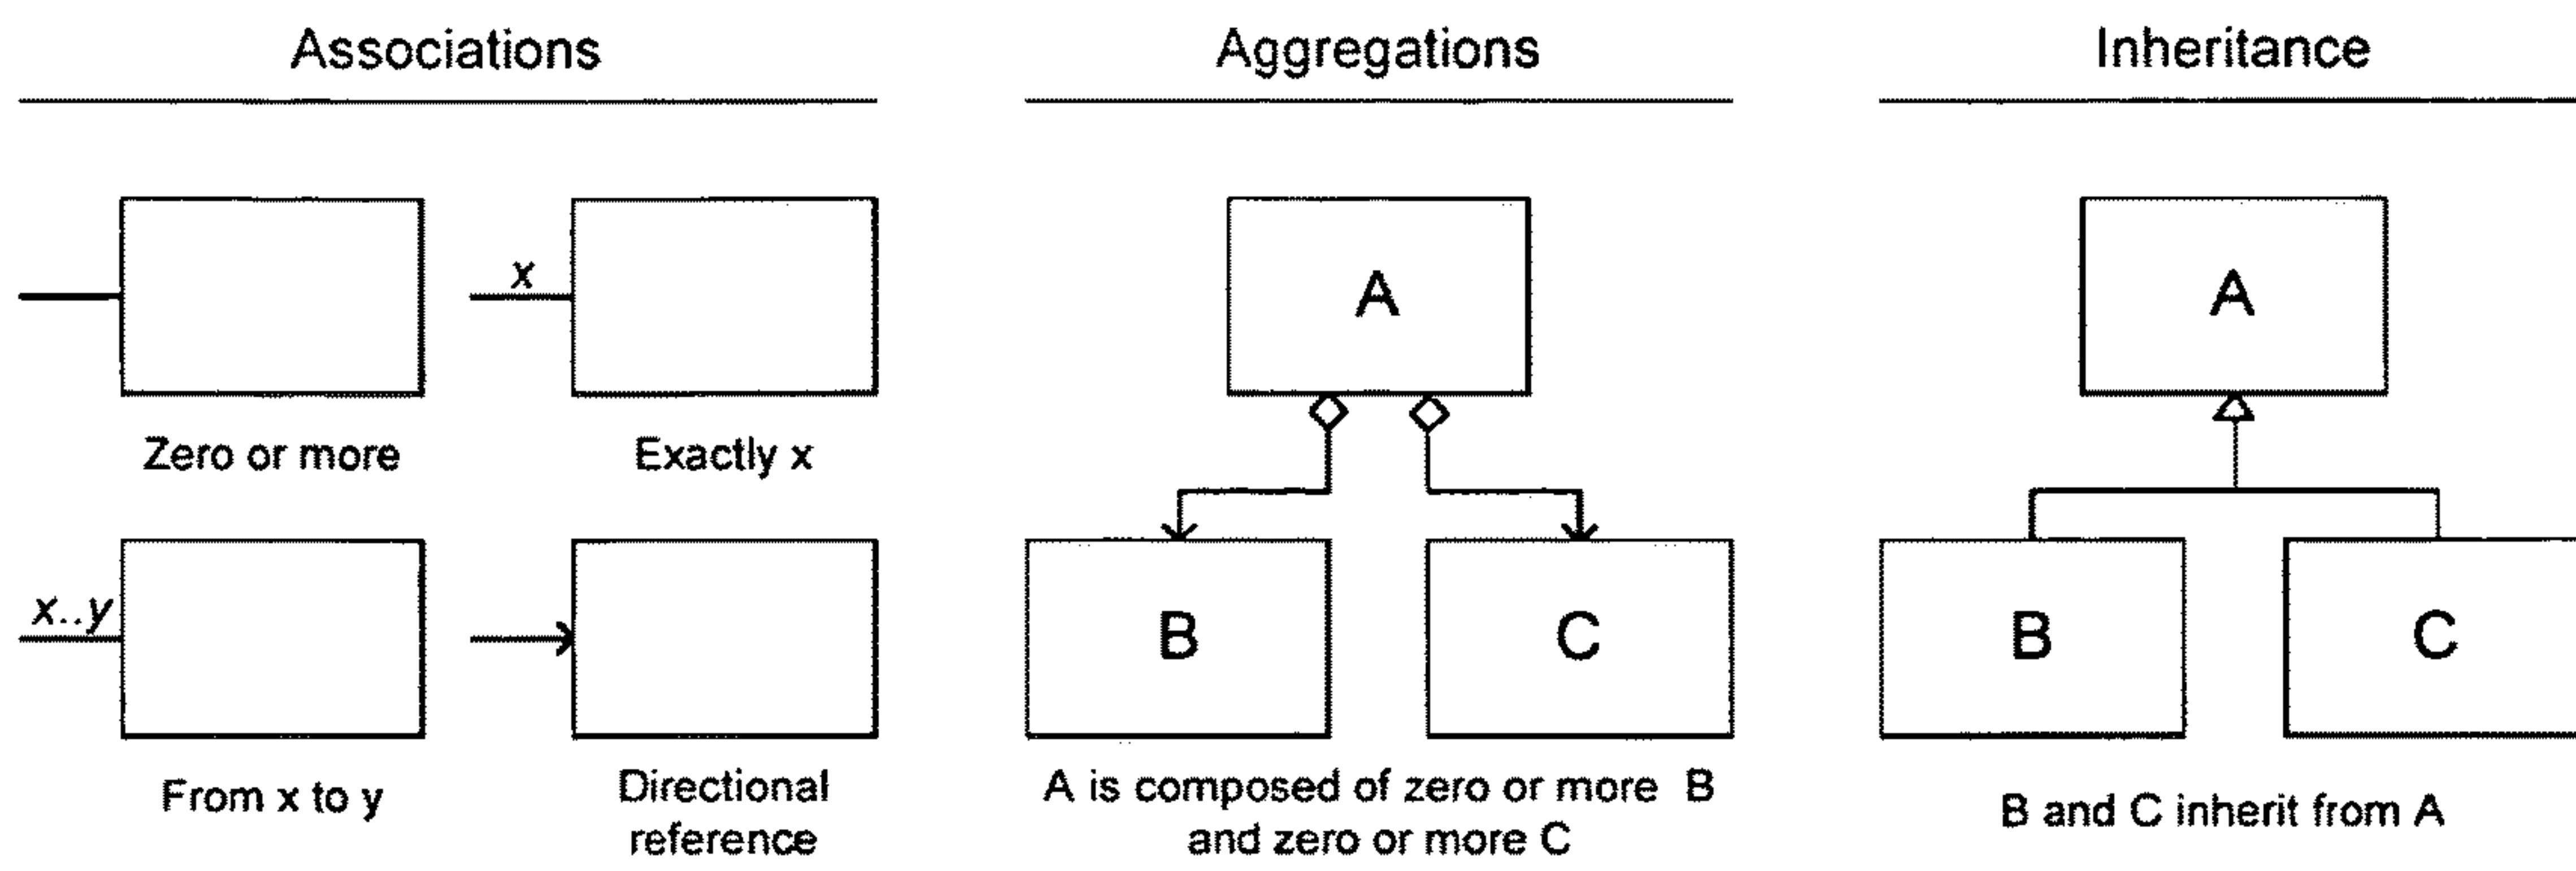 Associations
x
Zero or more
Exactly x
x..y
From x to y
Directional
reference
Aggregations
A
B
C
A is composed of zero or more B
and zero or more C
Inheritance
A
B
C
B and C inherit from A